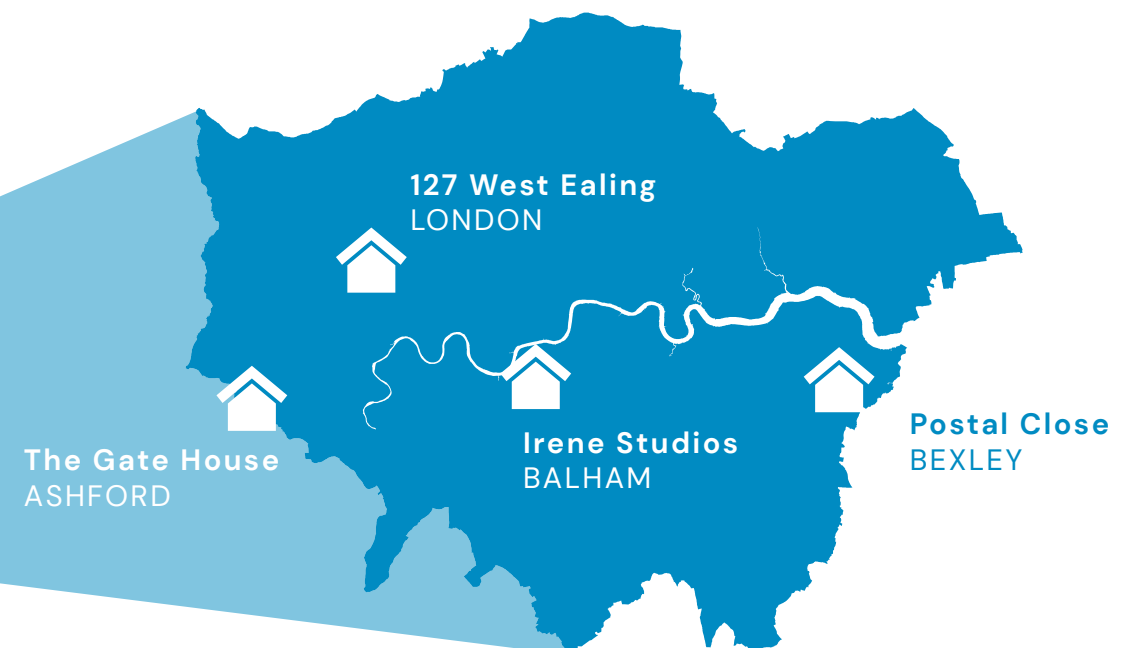 127 West Ealing
LONDON
The Gate House
ASHFORD
Irene Studios
BALHAM
Postal Close
BEXLEY